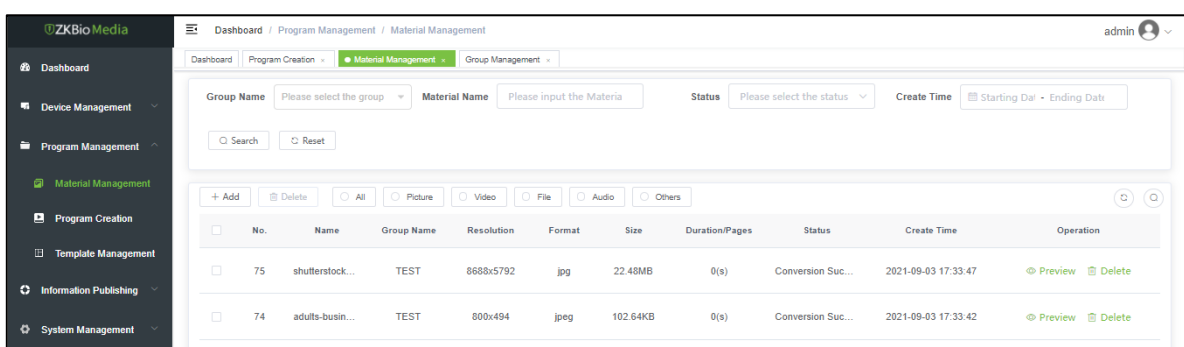 ZKBio Media
Dashboard / Program Management / Material Management
admin
Dashboard
Device Management
Program Management
Material Management
Program Creation
Template Management
Information Publishing
System Management
Dashboard Program Creation × Material Management × Group Management ×
Group Name Please select the group Material Name Please input the Materia Status Please select the status Create Time Starting Dat - Ending Date
Search Reset
+ Add Delete All Picture Video File Audio Others
No. Name Group Name Resolution Format Size Duration/Pages Status Create Time Operation
75 shutterstock... TEST 8688x5792 jpg 22.48MB 0(s) Conversion Suc... 2021-09-03 17:33:47 Preview Delete
74 adults-busin... TEST 800x494 jpeg 102.64KB 0(s) Conversion Suc... 2021-09-03 17:33:42 Preview Delete